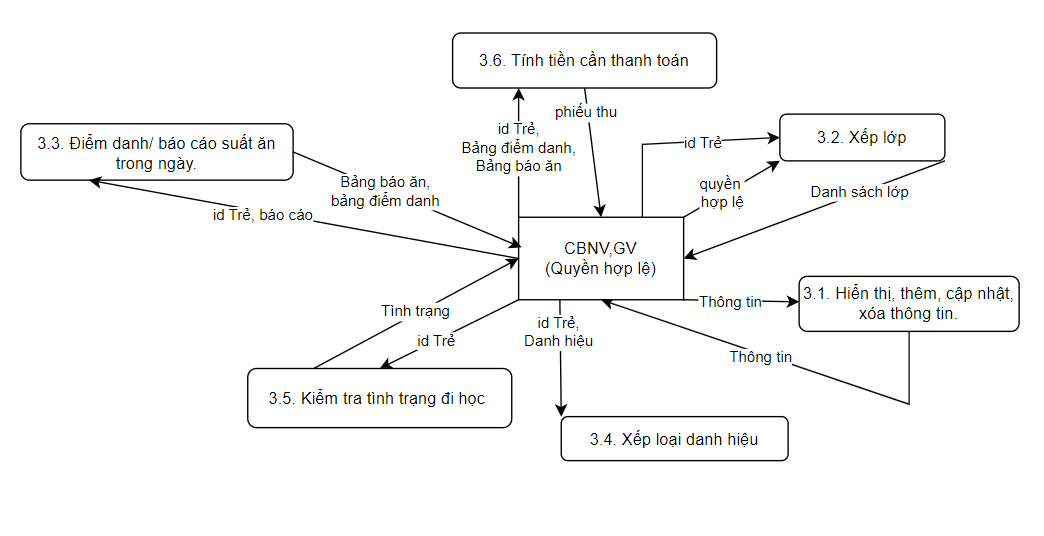 3.6. Tính tiền cần thanh toán
phiếu thu
id Trẻ,
Bảng điểm danh,
Bảng báo ăn
3.3. Điểm danh/ báo cáo suất ăn
trong ngày.
id Trẻ
3.2. Xếp lớp
Bảng báo ăn,
bảng điểm danh
quyền
hợp lệ
Danh sách lớp
id Trẻ, báo cáo
CBNV,GV
(Quyền hợp lệ)
Thông tin
3.1. Hiển thị, thêm, cập nhật,
xóa thông tin.
Tình trạng
id Trẻ
id Trẻ,
Danh hiệu
Thông tin
3.5. Kiểm tra tình trạng đi học
3.4. Xếp loại danh hiệu